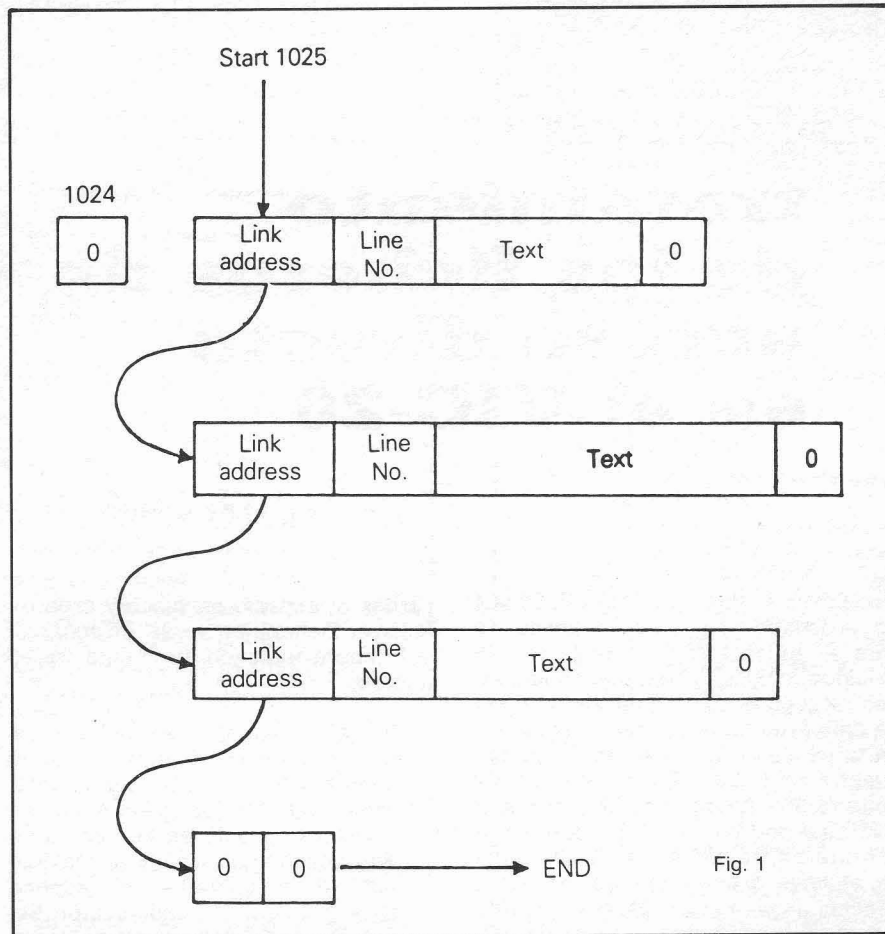 Start 1025
1024
0
Link address
Line No.
Text
0
Link address
Line No.
Text
0
Link address
Line No.
Text
0
0
0
END
Fig. 1